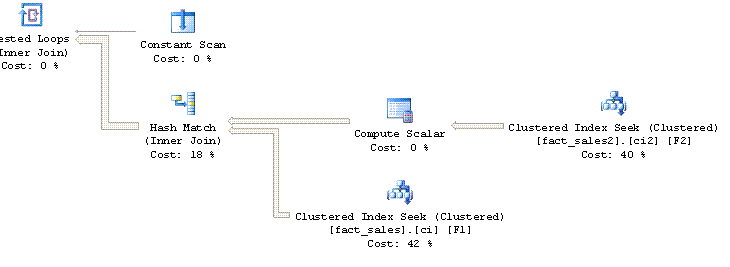 ested Loops
(Inner Join)
Cost: 0 %
Constant Scan
Cost: 0 %
Hash Match
(Inner Join)
Cost: 18 %
Compute Scalar
Cost: 0 %
Clustered Index Seek (Clustered)
[fact_sales2].[ci2] [F2]
Cost: 40 %
Clustered Index Seek (Clustered)
[fact_sales].[ci] [F1]
Cost: 42 %